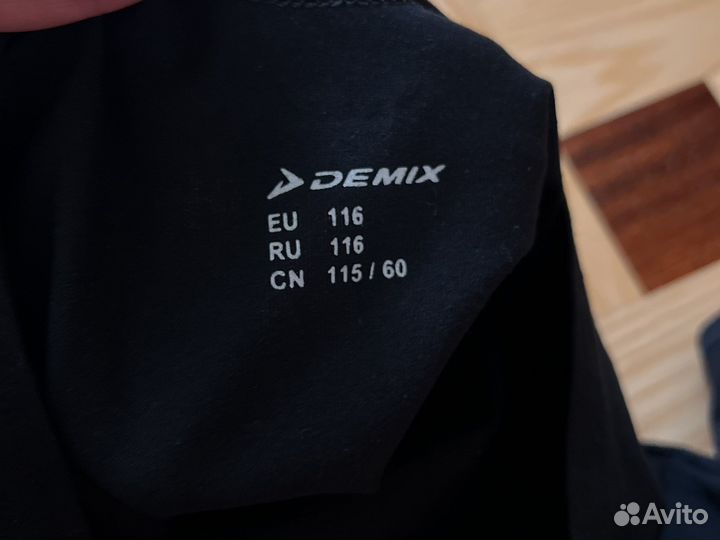 DEMIX
EU 116
RU 116
CN 115 / 60
Avito